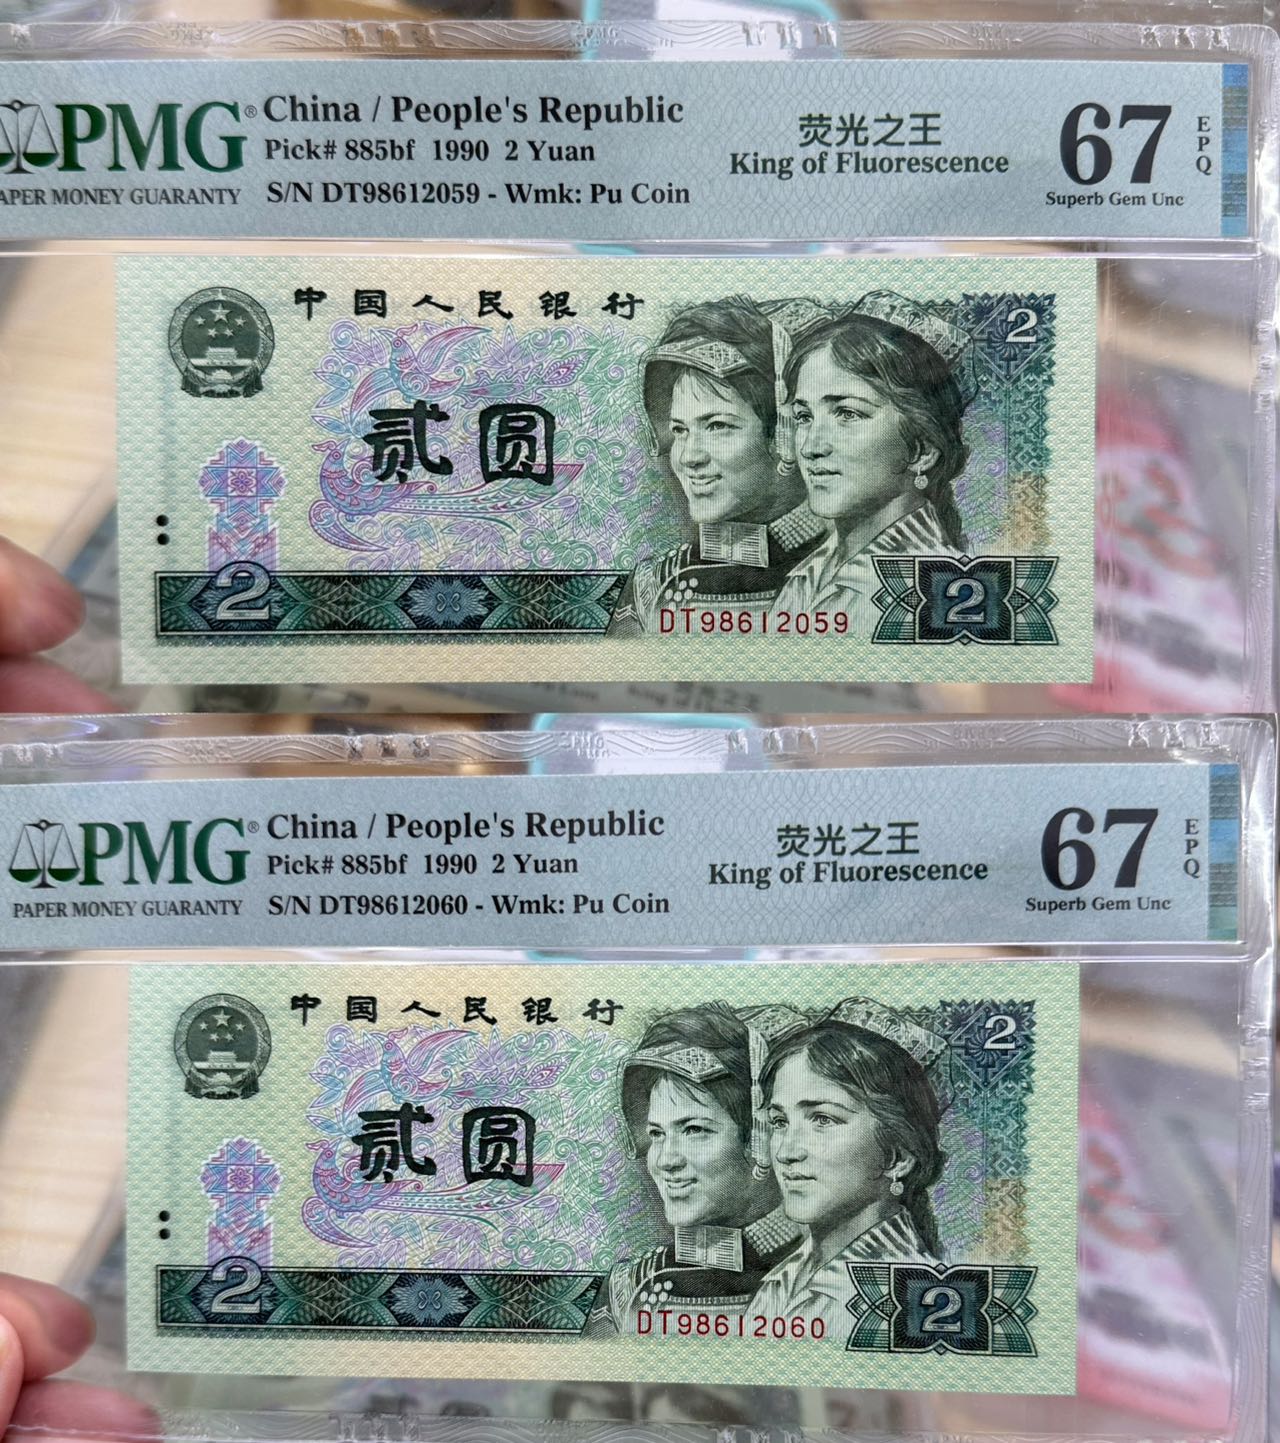 PMG®
PAPER MONEY GUARANTY
China / People's Republic
Pick# 885bf 1990 2 Yuan
S/N DT98612059 - Wmk: Pu Coin
荧光之王
King of Fluorescence
67
EPQ
Superb Gem Unc
中国人民银行
2
贰圆
2
DT98612059
2
PMG®
PAPER MONEY GUARANTY
China / People's Republic
Pick# 885bf 1990 2 Yuan
S/N DT98612060 - Wmk: Pu Coin
荧光之王
King of Fluorescence
67
EPQ
Superb Gem Unc
中国人民银行
2
贰圆
2
DT98612060
2